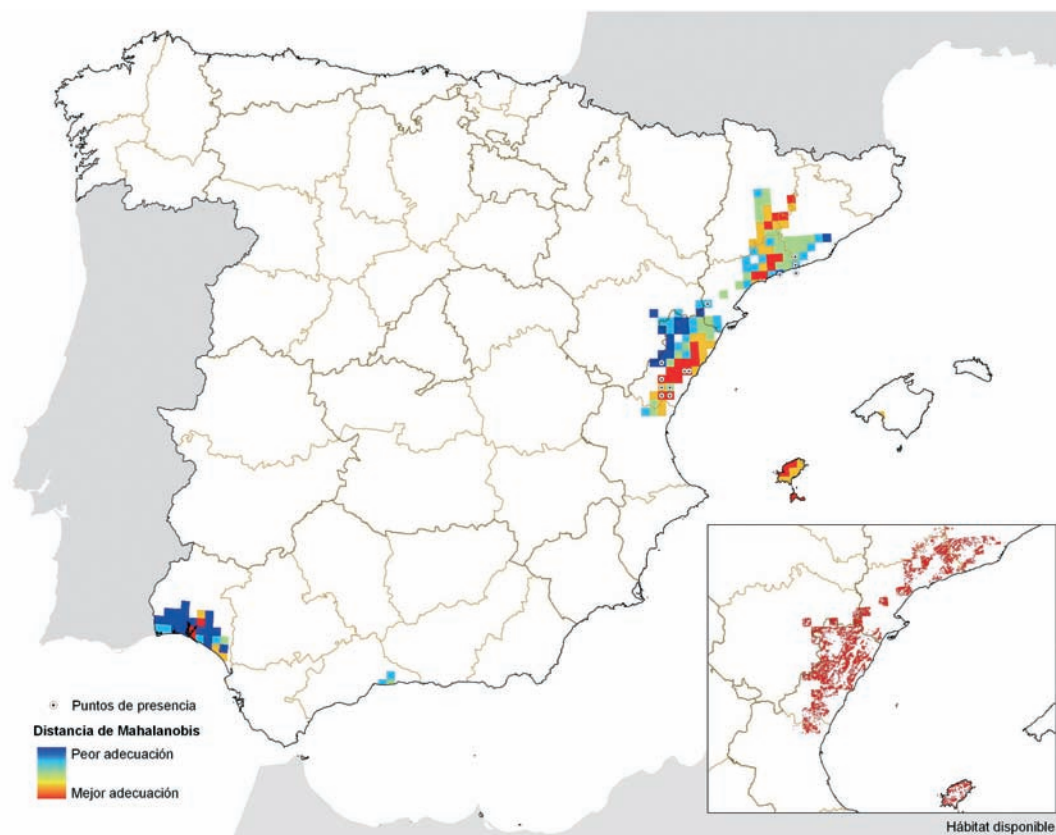 Puntos de presencia
Distancia de Mahalanobis
Peor adecuación
Mejor adecuación
Hábitat disponible